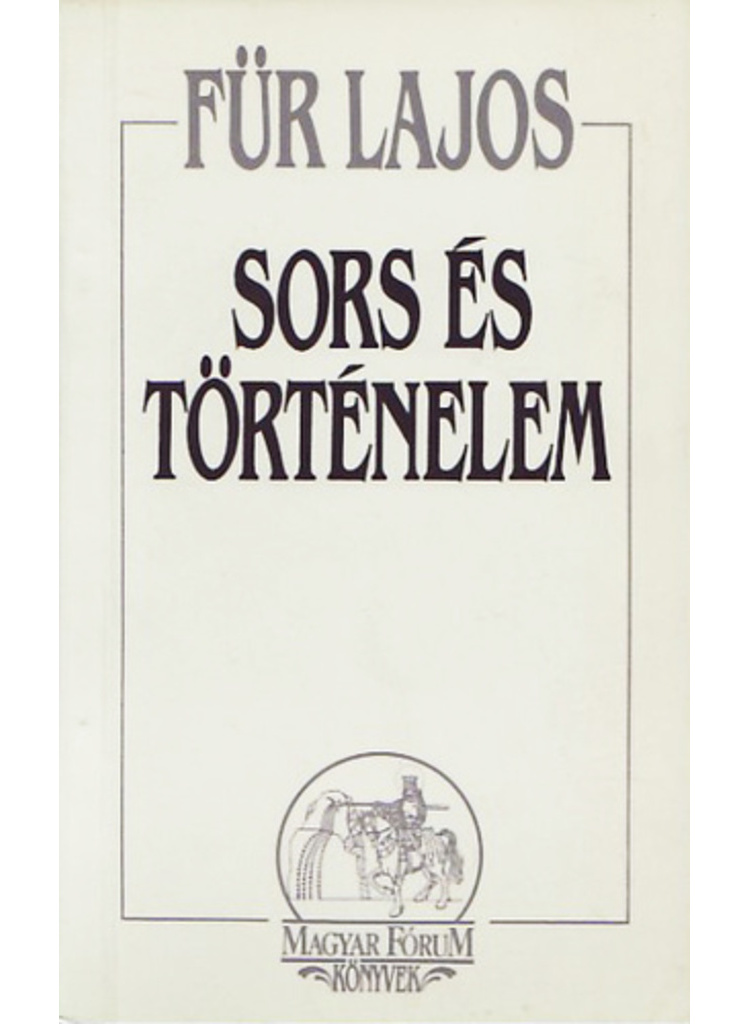 FÜR LAJOS
SORS ÉS
TÖRTÉNELEM
MAGYAR FÓRUM
KÖNYVEK